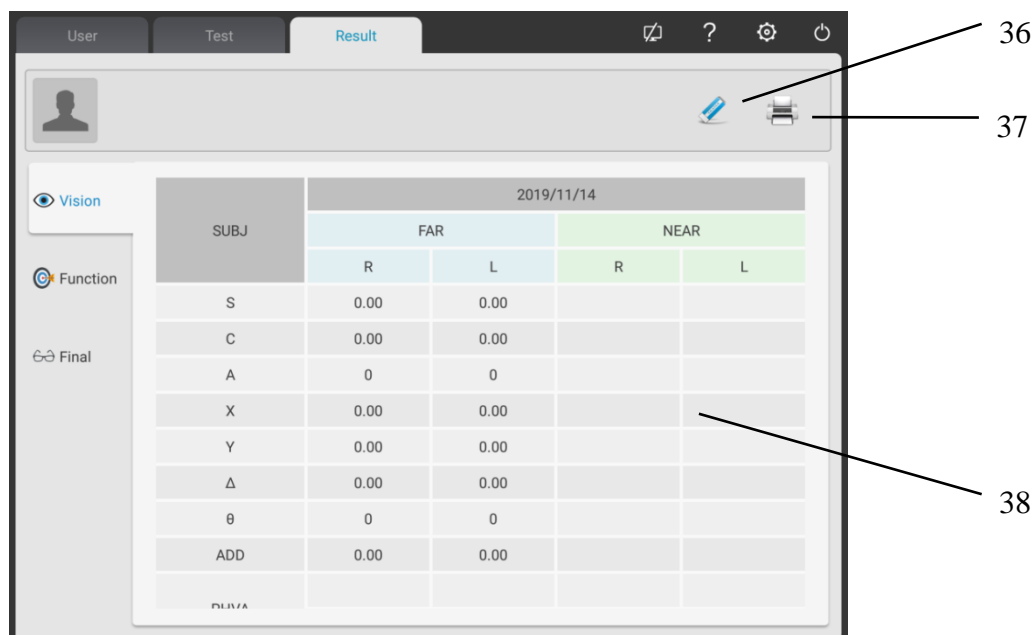 User Test Result ?
36
37
2019/11/14
Vision
SUBJ FAR NEAR
R L R L
Function
S 0.00 0.00
C 0.00 0.00
Final
A 0 0
X 0.00 0.00
Y 0.00 0.00
38
Δ 0.00 0.00
θ 0 0
ADD 0.00 0.00